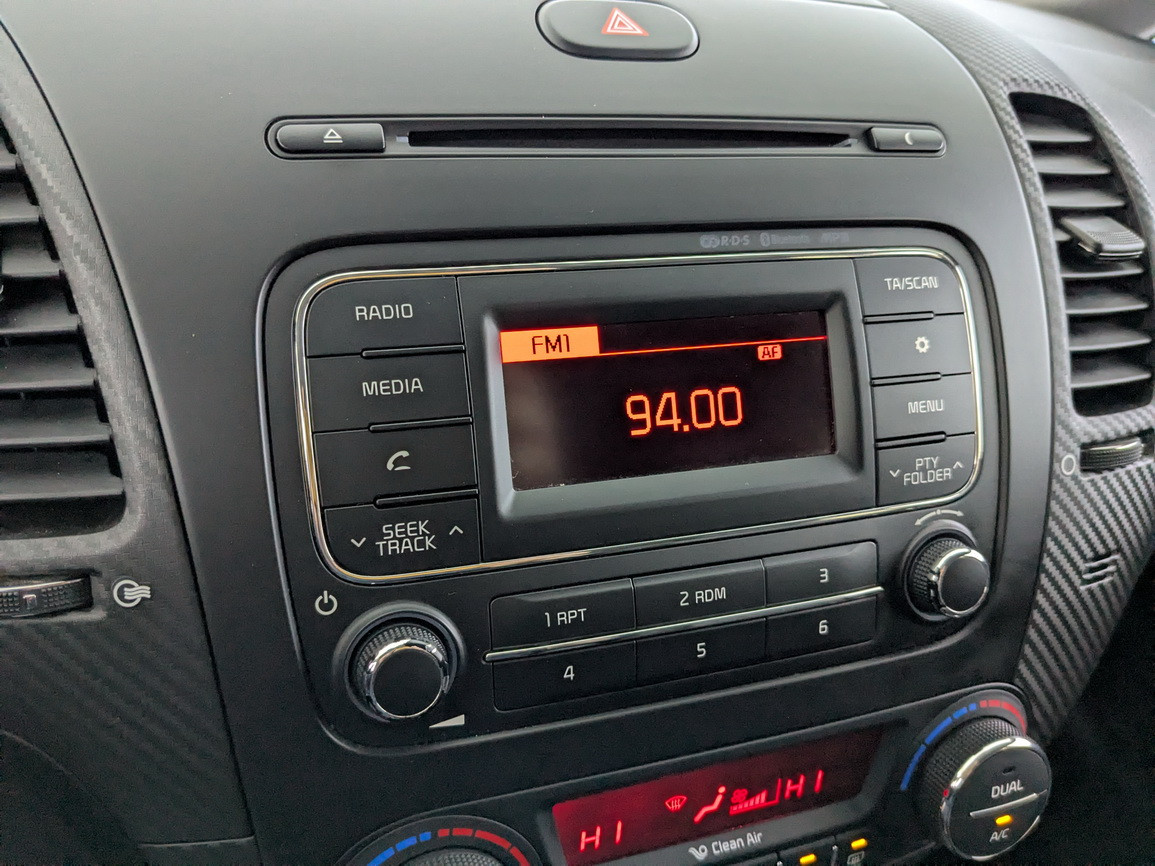 R·D·S Bluetooth
RADIO
TA/SCAN
FM1
AF
MEDIA
94.00
MENU
SEEK
TRACK
PTY
FOLDER
1 RPT
2 RDM
3
4
5
6
HI
HI
Clean Air
DUAL
A/C